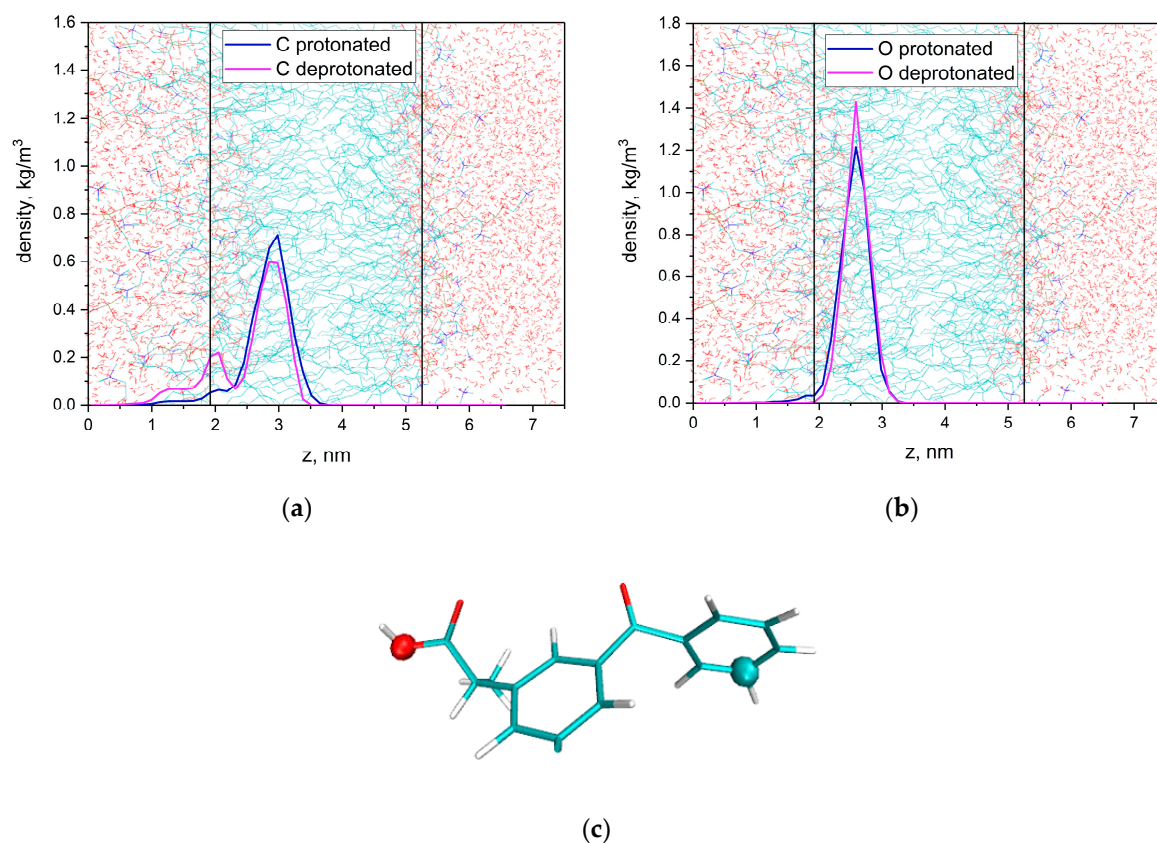 C protonated
C deprotonated
density, kg/m³
1.6
1.4
1.2
1.0
0.8
0.6
0.4
0.2
0.0
0 1 2 3 4 5 6 7
z, nm
(a)
O protonated
O deprotonated
density, kg/m³
1.8
1.6
1.4
1.2
1.0
0.8
0.6
0.4
0.2
0.0
0 1 2 3 4 5 6 7
z, nm
(b)
(c)